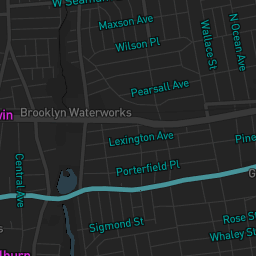 W Seaman
Maxson Ave
N Ocean Ave
Wilson Pl
Wallace St
Pearsall Ave
Brooklyn Waterworks
Lexington Ave
Porterfield Pl
Central Ave
Rose St
Sigmond St
Whaley St